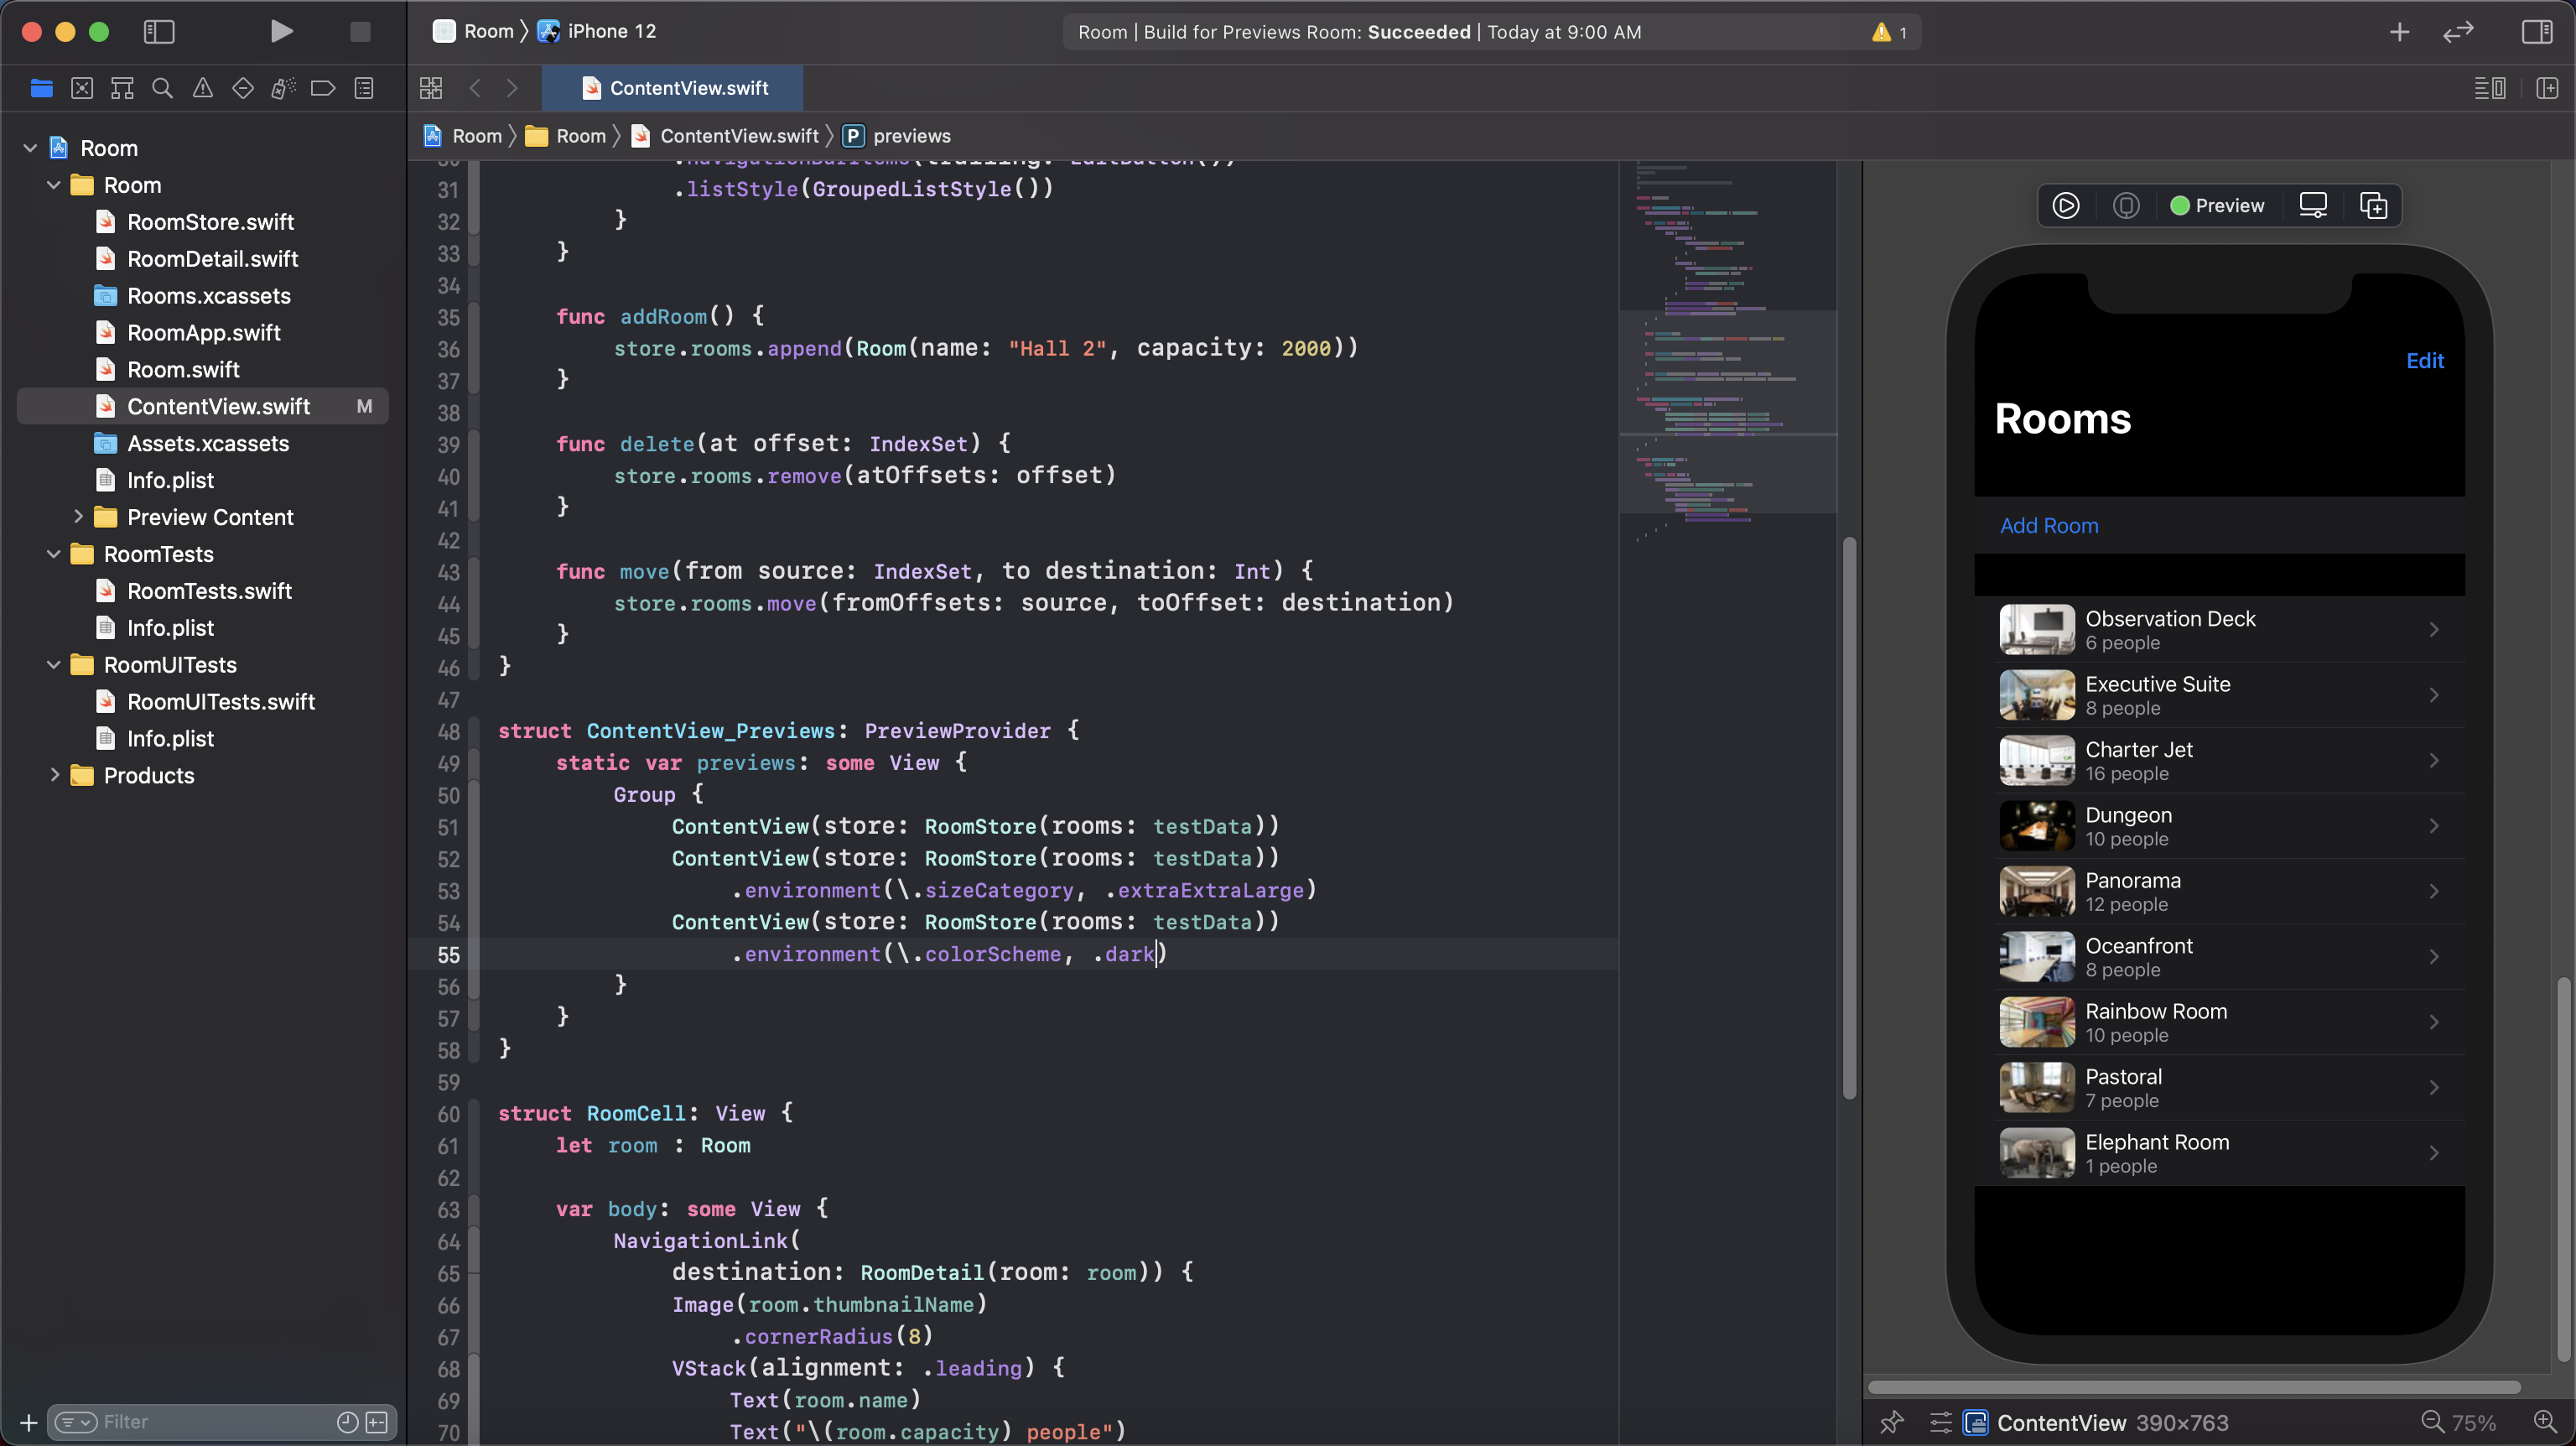 Room 〉 iPhone 12
Room | Build for Previews Room: Succeeded | Today at 9:00 AM
1
ContentView.swift
Room 〉 Room 〉 ContentView.swift 〉 P previews
Room
Room
RoomStore.swift
RoomDetail.swift
Rooms.xcassets
RoomApp.swift
Room.swift
ContentView.swift M
Assets.xcassets
Info.plist
Preview Content
RoomTests
RoomTests.swift
Info.plist
RoomUITests
RoomUITests.swift
Info.plist
Products
Filter
30 .navigationBarItems(trailing: EditButton())
31 .listStyle(GroupedListStyle())
32 }
33 }
34
35 func addRoom() {
36 store.rooms.append(Room(name: "Hall 2", capacity: 2000))
37 }
38
39 func delete(at offset: IndexSet) {
40 store.rooms.remove(atOffsets: offset)
41 }
42
43 func move(from source: IndexSet, to destination: Int) {
44 store.rooms.move(fromOffsets: source, toOffset: destination)
45 }
46 }
47
48 struct ContentView_Previews: PreviewProvider {
49 static var previews: some View {
50 Group {
51 ContentView(store: RoomStore(rooms: testData))
52 ContentView(store: RoomStore(rooms: testData))
53 .environment(\.sizeCategory, .extraExtraLarge)
54 ContentView(store: RoomStore(rooms: testData))
55 .environment(\.colorScheme, .dark)
56 }
57 }
58 }
59
60 struct RoomCell: View {
61 let room : Room
62
63 var body: some View {
64 NavigationLink(
65 destination: RoomDetail(room: room)) {
66 Image(room.thumbnailName)
67 .cornerRadius(8)
68 VStack(alignment: .leading) {
69 Text(room.name)
70 Text("\(room.capacity) people")
Preview
Edit
Rooms
Add Room
Observation Deck
6 people
Executive Suite
8 people
Charter Jet
16 people
Dungeon
10 people
Panorama
12 people
Oceanfront
8 people
Rainbow Room
10 people
Pastoral
7 people
Elephant Room
1 people
ContentView 390×763
75%